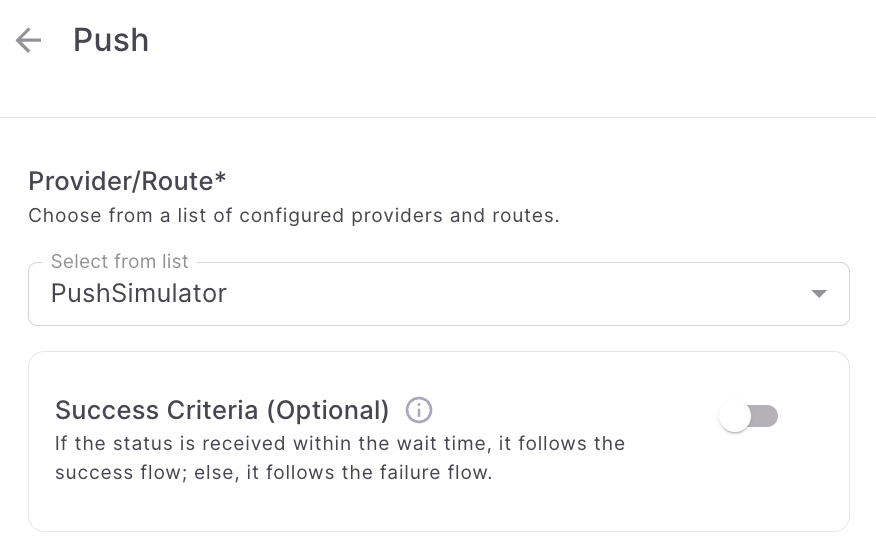 Push
Provider/Route*
Choose from a list of configured providers and routes.
Select from list
PushSimulator
Success Criteria (Optional)
If the status is received within the wait time, it follows the
success flow; else, it follows the failure flow.